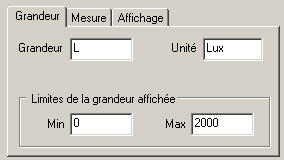 Grandeur Mesure Affichage
Grandeur L Unité Lux
Limites de la grandeur affichée
Min 0 Max 2000